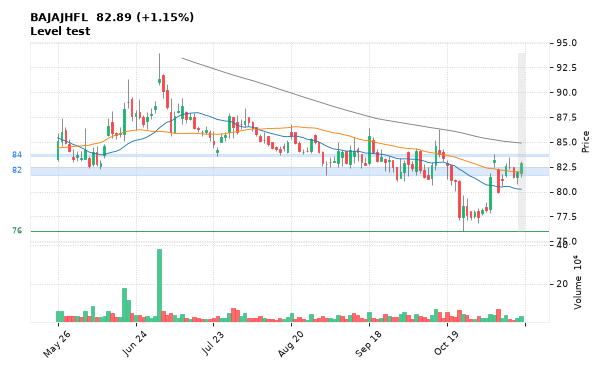 BAJAJHFL 82.89 (+1.15%)
Level test
95.0
92.5
90.0
87.5
85.0
82.5
80.0
77.5
75.0
Price
84
82
76
40
20
Volume 10⁶
May 26
Jun 24
Jul 23
Aug 20
Sep 18
Oct 19